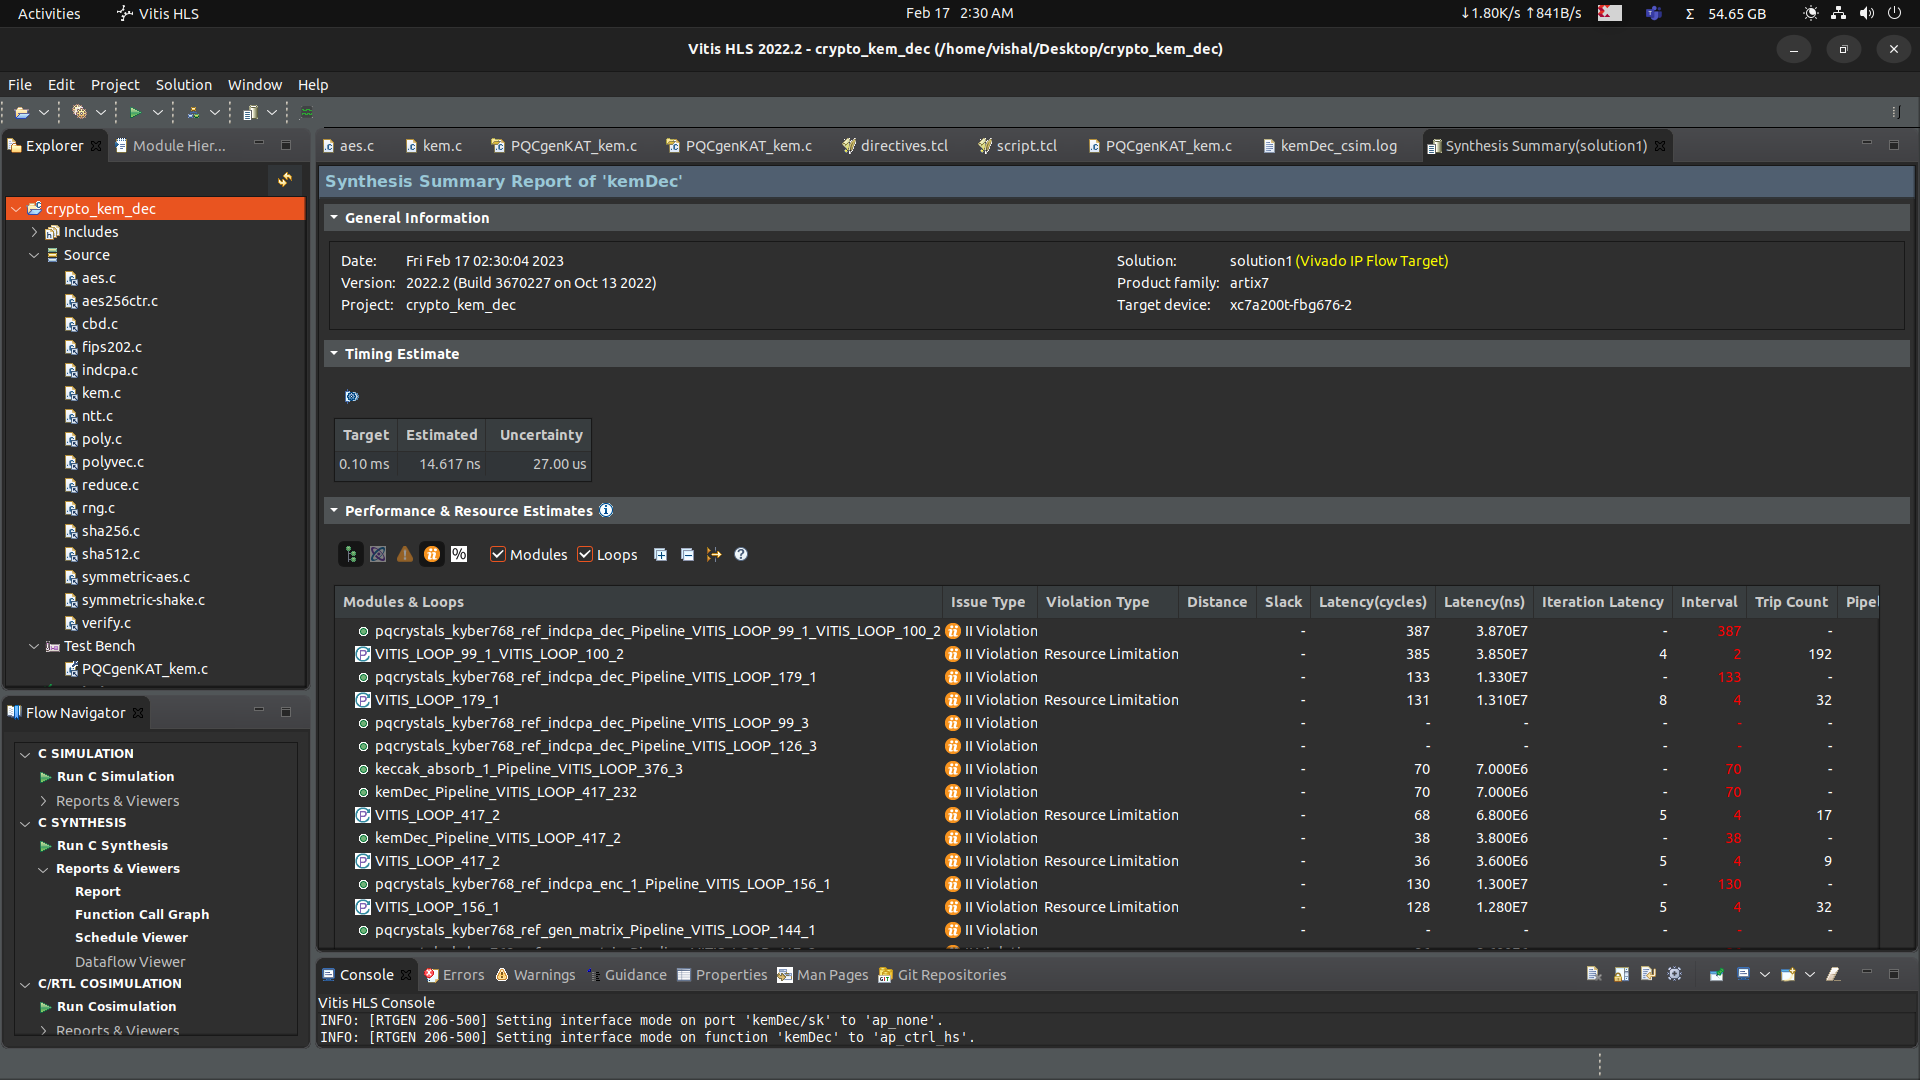 Activities
Vitis HLS
Feb 17 2:30 AM
↓1.80K/s ↑841B/s
Σ 54.65 GB
Vitis HLS 2022.2 - crypto_kem_dec (/home/vishal/Desktop/crypto_kem_dec)
File Edit Project Solution Window Help
Explorer
Module Hier...
aes.c
kem.c
PQCgenKAT_kem.c
PQCgenKAT_kem.c
directives.tcl
script.tcl
PQCgenKAT_kem.c
kemDec_csim.log
Synthesis Summary(solution1)
crypto_kem_dec
Includes
Source
aes.c
aes256ctr.c
cbd.c
fips202.c
indcpa.c
kem.c
ntt.c
poly.c
polyvec.c
reduce.c
rng.c
sha256.c
sha512.c
symmetric-aes.c
symmetric-shake.c
verify.c
Test Bench
PQCgenKAT_kem.c
Flow Navigator
C SIMULATION
Run C Simulation
Reports & Viewers
C SYNTHESIS
Run C Synthesis
Reports & Viewers
Report
Function Call Graph
Schedule Viewer
Dataflow Viewer
C/RTL COSIMULATION
Run Cosimulation
Reports & Viewers
Synthesis Summary Report of 'kemDec'
General Information
Date: Fri Feb 17 02:30:04 2023
Version: 2022.2 (Build 3670227 on Oct 13 2022)
Project: crypto_kem_dec
Solution: solution1 (Vivado IP Flow Target)
Product family: artix7
Target device: xc7a200t-fbg676-2
Timing Estimate
Target Estimated Uncertainty
0.10 ms 14.617 ns 27.00 us
Performance & Resource Estimates
% Modules Loops
Modules & Loops Issue Type Violation Type Distance Slack Latency(cycles) Latency(ns) Iteration Latency Interval Trip Count Pipel
pqcrystals_kyber768_ref_indcpa_dec_Pipeline_VITIS_LOOP_99_1_VITIS_LOOP_100_2 II Violation - 387 3.870E7 - 387 -
VITIS_LOOP_99_1_VITIS_LOOP_100_2 II Violation Resource Limitation - 385 3.850E7 4 2 192
pqcrystals_kyber768_ref_indcpa_dec_Pipeline_VITIS_LOOP_179_1 II Violation - 133 1.330E7 - 133 -
VITIS_LOOP_179_1 II Violation Resource Limitation - 131 1.310E7 8 4 32
pqcrystals_kyber768_ref_indcpa_dec_Pipeline_VITIS_LOOP_99_3 II Violation - - - - - -
pqcrystals_kyber768_ref_indcpa_dec_Pipeline_VITIS_LOOP_126_3 II Violation - - - - - -
keccak_absorb_1_Pipeline_VITIS_LOOP_376_3 II Violation - 70 7.000E6 - 70 -
kemDec_Pipeline_VITIS_LOOP_417_232 II Violation - 70 7.000E6 - 70 -
VITIS_LOOP_417_2 II Violation Resource Limitation - 68 6.800E6 5 4 17
kemDec_Pipeline_VITIS_LOOP_417_2 II Violation - 38 3.800E6 - 38 -
VITIS_LOOP_417_2 II Violation Resource Limitation - 36 3.600E6 5 4 9
pqcrystals_kyber768_ref_indcpa_enc_1_Pipeline_VITIS_LOOP_156_1 II Violation - 130 1.300E7 - 130 -
VITIS_LOOP_156_1 II Violation Resource Limitation - 128 1.280E7 5 4 32
pqcrystals_kyber768_ref_gen_matrix_Pipeline_VITIS_LOOP_144_1 II Violation - - - - - -
Console Errors Warnings Guidance Properties Man Pages Git Repositories
Vitis HLS Console
INFO: [RTGEN 206-500] Setting interface mode on port 'kemDec/sk' to 'ap_none'.
INFO: [RTGEN 206-500] Setting interface mode on function 'kemDec' to 'ap_ctrl_hs'.